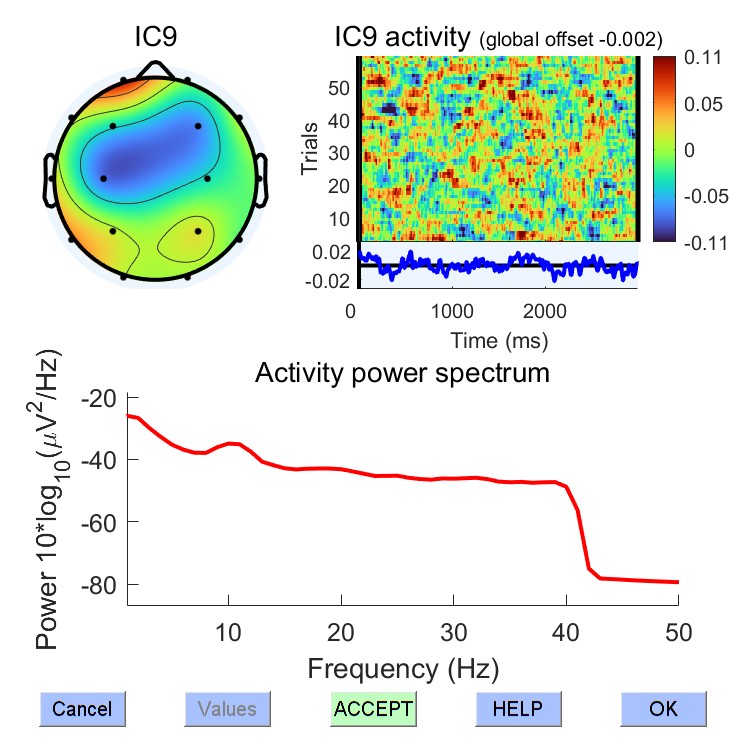 IC9
IC9 activity (global offset -0.002)
Trials
50
40
30
20
10
0.11
0.05
0
-0.05
-0.11
0.02
-0.02
0
1000
2000
Time (ms)
Activity power spectrum
Power 10*log10(μV2/Hz)
-20
-40
-60
-80
10
20
30
40
50
Frequency (Hz)
Cancel
Values
ACCEPT
HELP
OK